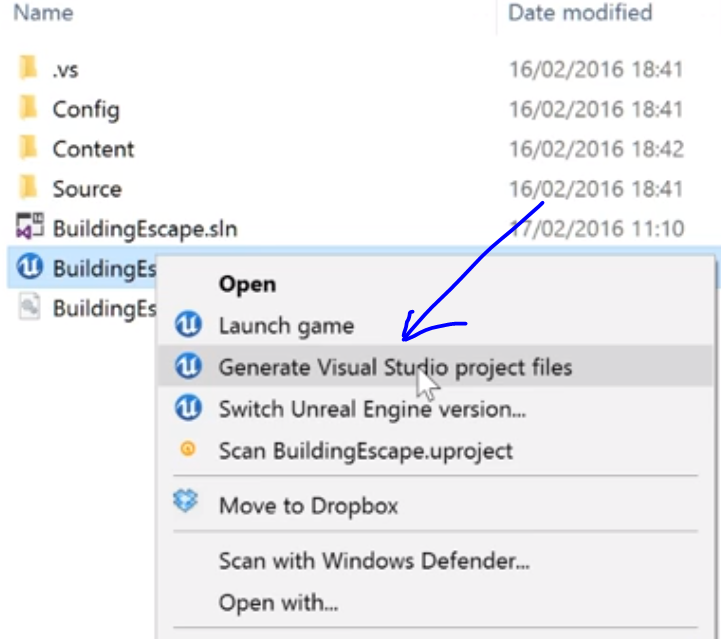 Name Date modified
.vs 16/02/2016 18:41
Config 16/02/2016 18:41
Content 16/02/2016 18:42
Source 16/02/2016 18:41
BuildingEscape.sln 17/02/2016 11:10
BuildingEs
Open
BuildingEs
Launch game
Generate Visual Studio project files
Switch Unreal Engine version...
Scan BuildingEscape.uproject
Move to Dropbox
Scan with Windows Defender...
Open with...